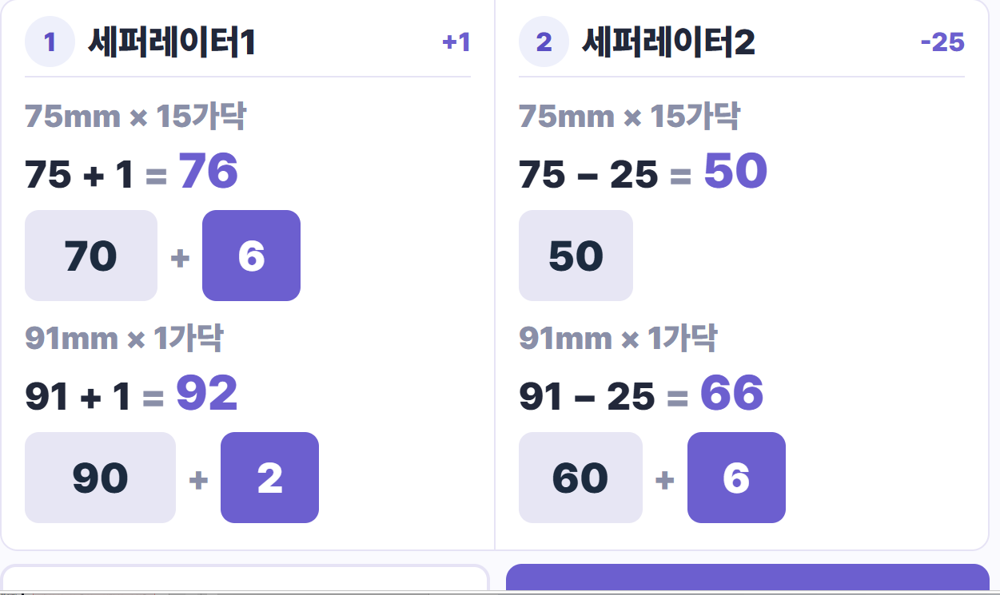 1 세퍼레이터1 +1
75mm × 15가닥
75 + 1 = 76
70 + 6
91mm × 1가닥
91 + 1 = 92
90 + 2
2 세퍼레이터2 -25
75mm × 15가닥
75 − 25 = 50
50
91mm × 1가닥
91 − 25 = 66
60 + 6